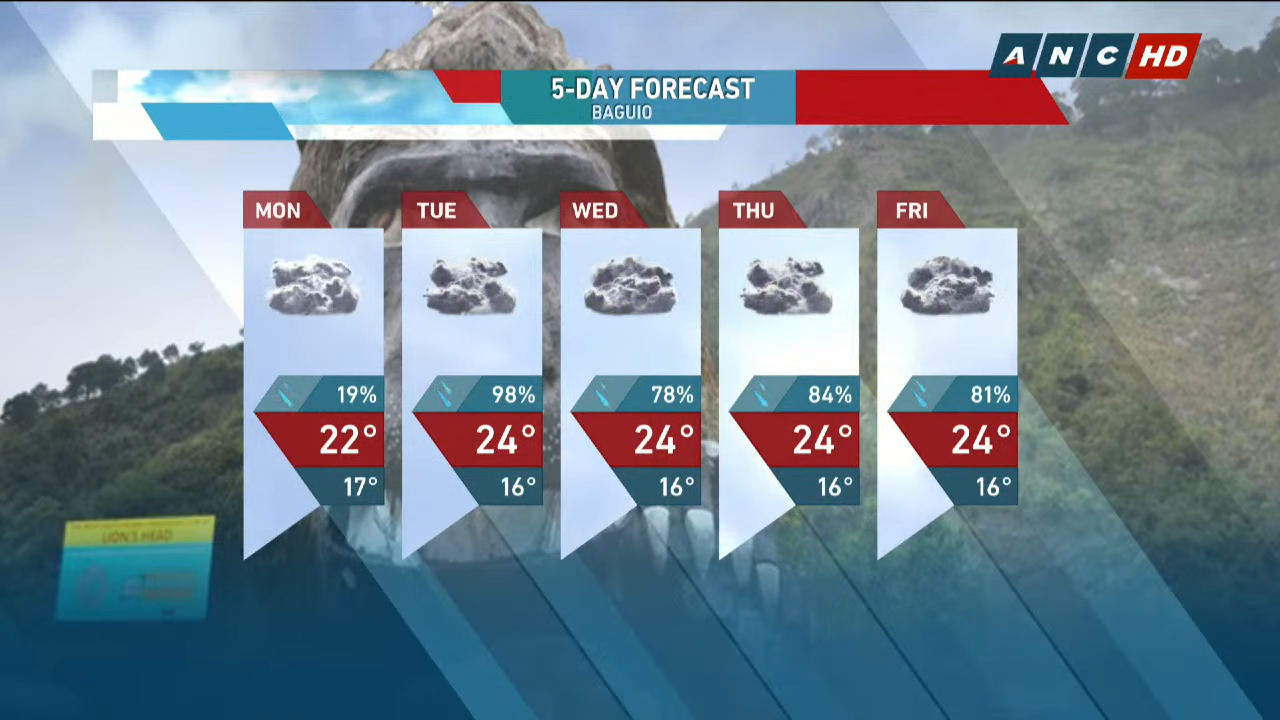 ANC HD
5-DAY FORECAST
BAGUIO
MON TUE WED THU FRI
19% 98% 78% 84% 81%
22° 24° 24° 24° 24°
17° 16° 16° 16° 16°
LION'S HEAD